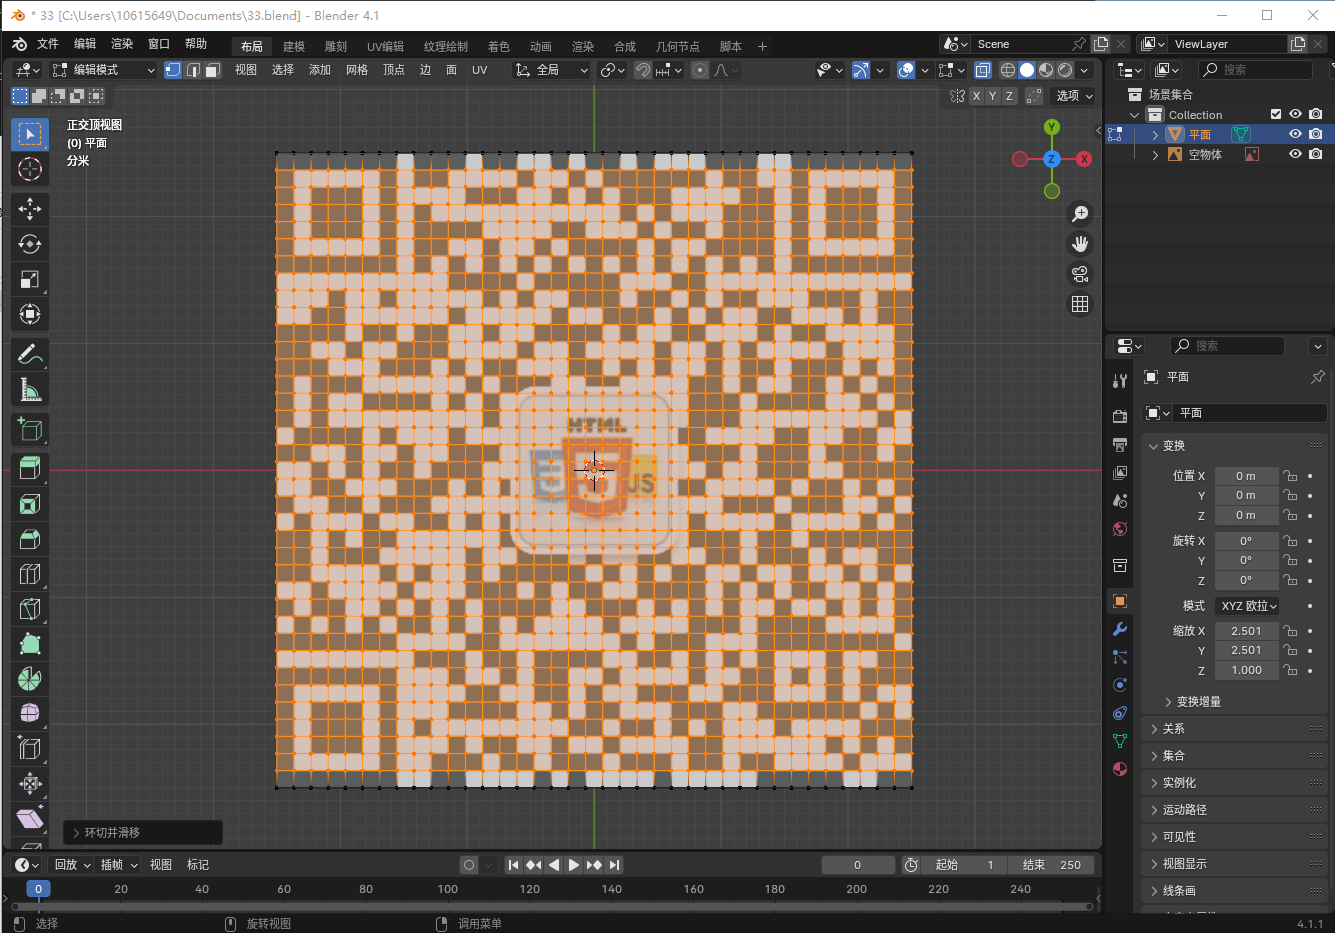 * 33 [C:\Users\10615649\Documents\33.blend] - Blender 4.1
文件 编辑 渲染 窗口 帮助 布局 建模 雕刻 UV编辑 纹理绘制 着色 动画 渲染 合成 几何节点 脚本 + Scene ViewLayer
编辑模式 视图 选择 添加 网格 顶点 边 面 UV 全局 搜索
X Y Z 选项
场景集合
Collection
平面
空物体
正交顶视图
(0) 平面
分米
Y
Z X
HTML
5
JS
搜索
平面
平面
变换
位置 X 0 m
Y 0 m
Z 0 m
旋转 X 0°
Y 0°
Z 0°
模式 XYZ 欧拉
缩放 X 2.501
Y 2.501
Z 1.000
变换增量
关系
集合
实例化
运动路径
可见性
视图显示
线条画
环切并滑移
回放 插帧 视图 标记 0 起始 1 结束 250
0 20 40 60 80 100 120 140 160 180 200 220 240
选择 旋转视图 调用菜单 4.1.1